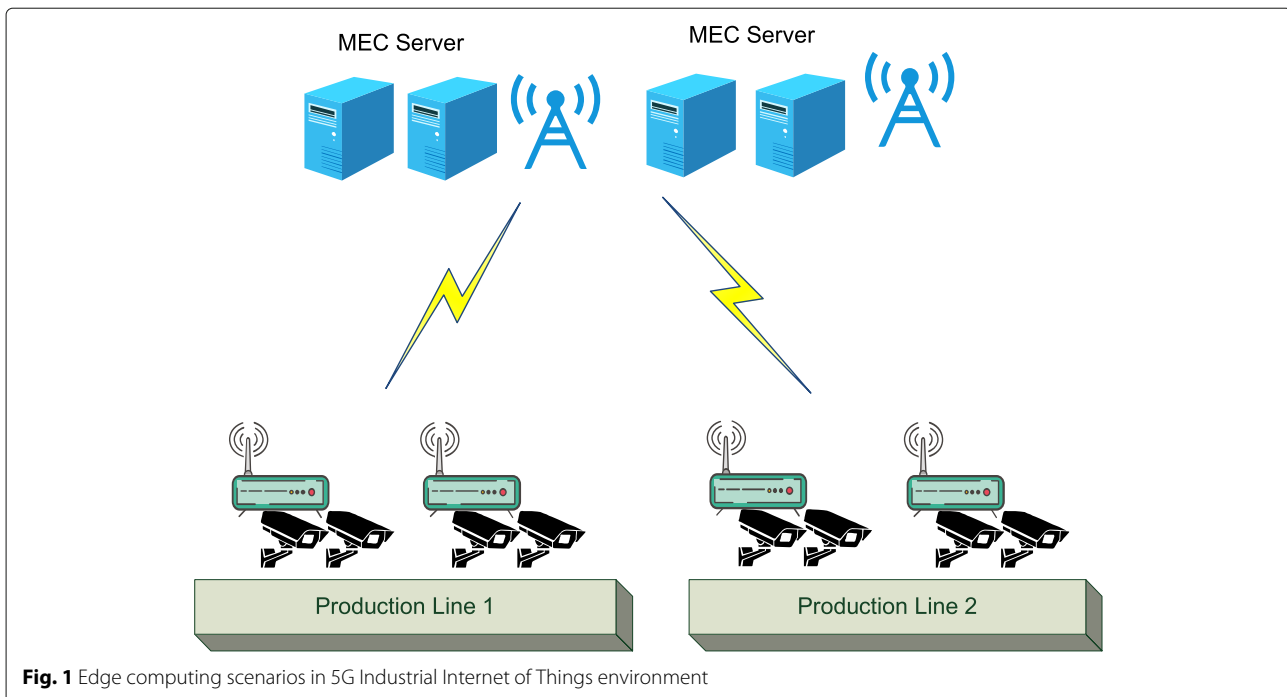 MEC Server
MEC Server
Production Line 1
Production Line 2
Fig. 1 Edge computing scenarios in 5G Industrial Internet of Things environment